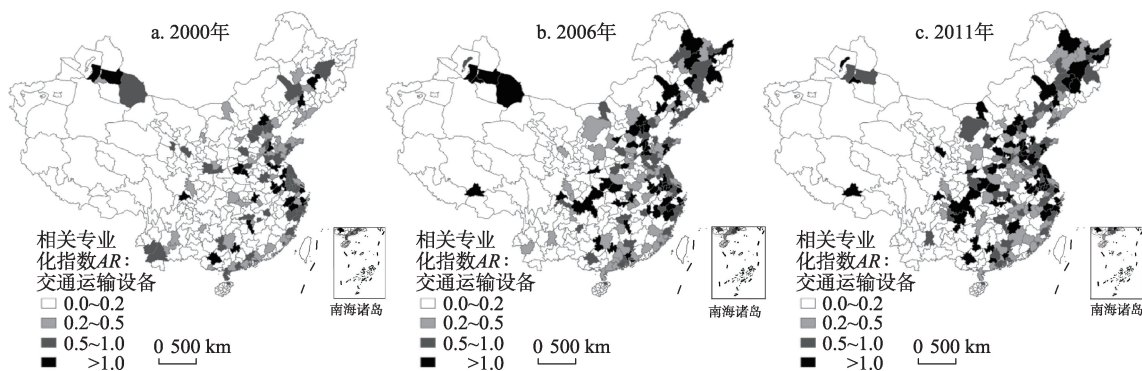 a. 2000年
相关专业
化指数AR：
交通运输设备
0.0~0.2
0.2~0.5
0.5~1.0
>1.0
0 500 km
南海诸岛
b. 2006年
相关专业
化指数AR：
交通运输设备
0.0~0.2
0.2~0.5
0.5~1.0
>1.0
0 500 km
南海诸岛
c. 2011年
相关专业
化指数AR：
交通运输设备
0.0~0.2
0.2~0.5
0.5~1.0
>1.0
0 500 km
南海诸岛